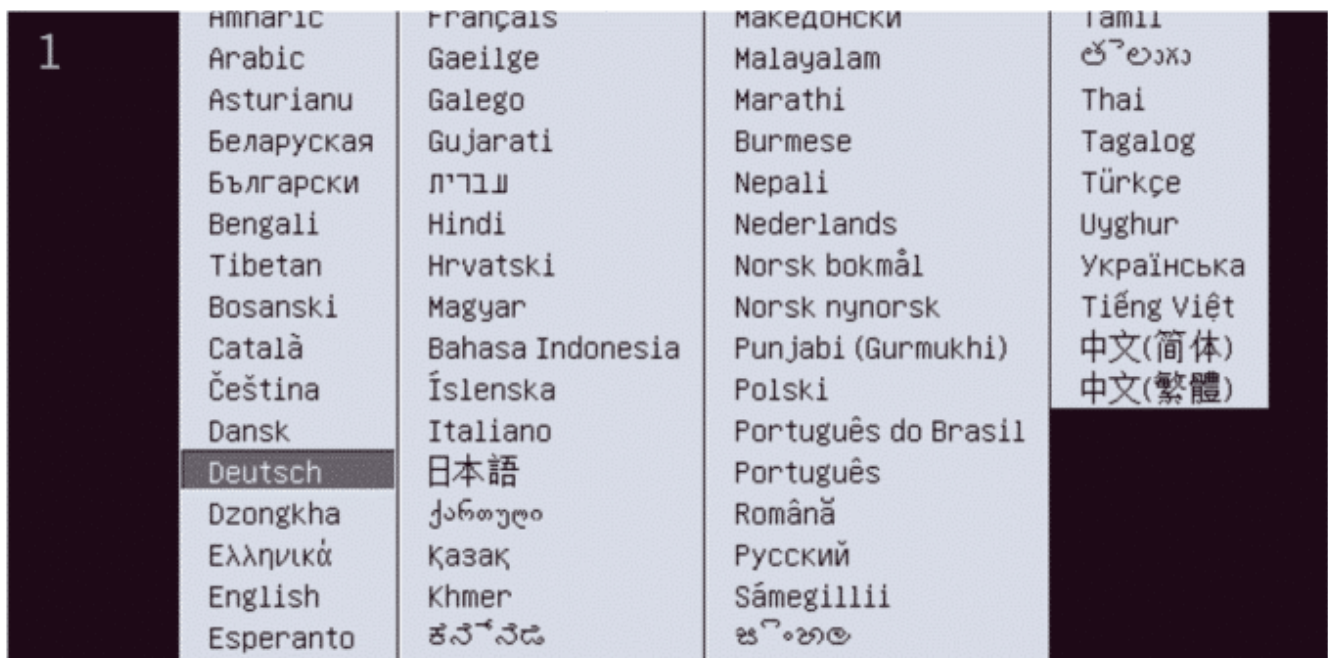 1
Amharic
Arabic
Asturianu
Беларуская
Български
Bengali
Tibetan
Bosanski
Català
Čeština
Dansk
Deutsch
Dzongkha
Ελληνικά
English
Esperanto
Français
Gaeilge
Galego
Gujarati
עברית
Hindi
Hrvatski
Magyar
Bahasa Indonesia
Íslenska
Italiano
日本語
ქართული
Қазақ
Khmer
ಕನ್ನಡ
Македонски
Malayalam
Marathi
Burmese
Nepali
Nederlands
Norsk bokmål
Norsk nynorsk
Punjabi (Gurmukhi)
Polski
Português do Brasil
Português
Română
Русский
Sámegillii
සිංහල
Tamil
తెలుగు
Thai
Tagalog
Türkçe
Uyghur
Українська
Tiếng Việt
中文(简体)
中文(繁體)